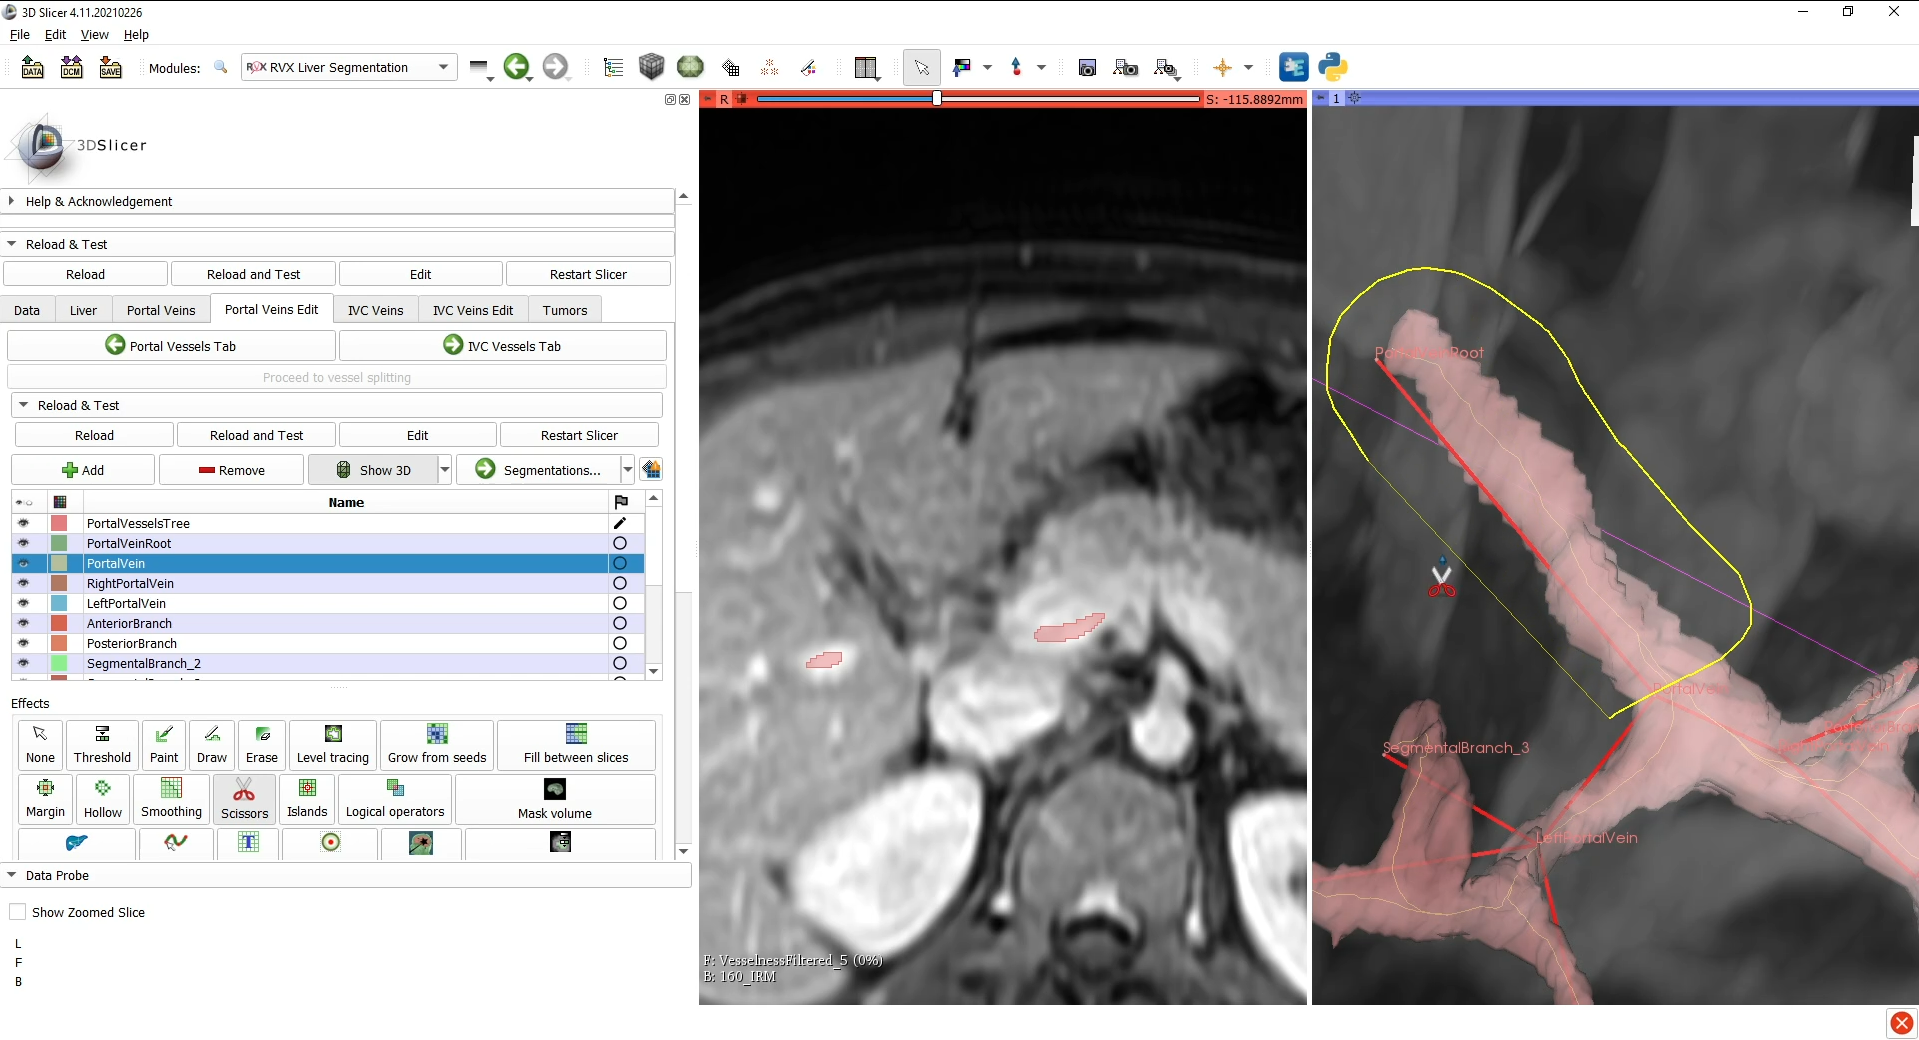 3D Slicer 4.11.20210226
File Edit View Help
DATA DCM SAVE Modules: RVX RVX Liver Segmentation
R S: -115.8892mm 1
3DSlicer
Help & Acknowledgement
Reload & Test
Reload Reload and Test Edit Restart Slicer
Data Liver Portal Veins Portal Veins Edit IVC Veins IVC Veins Edit Tumors
Portal Vessels Tab IVC Vessels Tab
Proceed to vessel splitting
Reload & Test
Reload Reload and Test Edit Restart Slicer
Add Remove Show 3D Segmentations...
Name
PortalVesselsTree
PortalVeinRoot
PortalVein
RightPortalVein
LeftPortalVein
AnteriorBranch
PosteriorBranch
SegmentalBranch_2
Effects
None Threshold Paint Draw Erase Level tracing Grow from seeds Fill between slices
Margin Hollow Smoothing Scissors Islands Logical operators Mask volume
Data Probe
Show Zoomed Slice
L
F
B
F: VesselnessFiltered_5 (0%)
B: 160_IRM
PortalVeinRoot
PortalVein
SegmentalBranch_3
LeftPortalVein